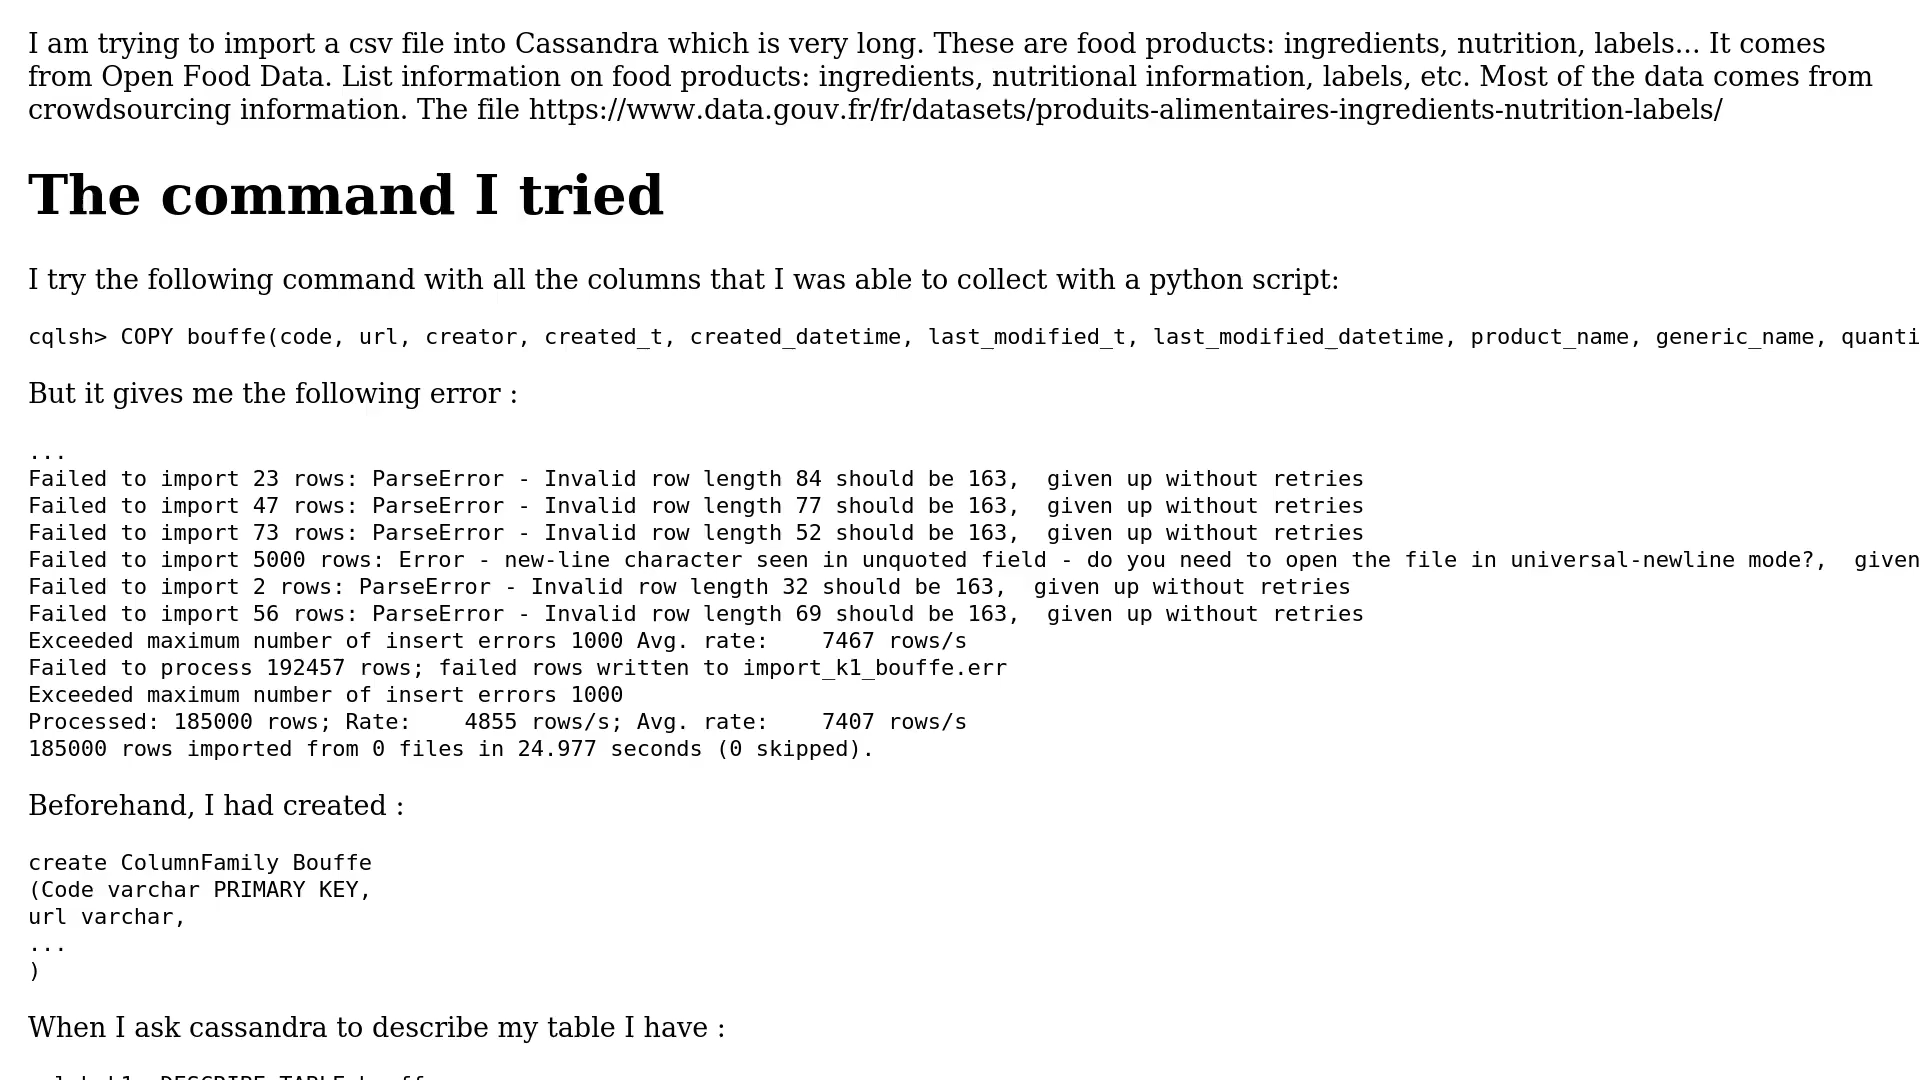 I am trying to import a csv file into Cassandra which is very long. These are food products: ingredients, nutrition, labels... It comes
from Open Food Data. List information on food products: ingredients, nutritional information, labels, etc. Most of the data comes from
crowdsourcing information. The file https://www.data.gouv.fr/fr/datasets/produits-alimentaires-ingredients-nutrition-labels/
The command I tried
I try the following command with all the columns that I was able to collect with a python script:
cqlsh> COPY bouffe(code, url, creator, created_t, created_datetime, last_modified_t, last_modified_datetime, product_name, generic_name, quanti
But it gives me the following error :
...
Failed to import 23 rows: ParseError - Invalid row length 84 should be 163,  given up without retries
Failed to import 47 rows: ParseError - Invalid row length 77 should be 163,  given up without retries
Failed to import 73 rows: ParseError - Invalid row length 52 should be 163,  given up without retries
Failed to import 5000 rows: Error - new-line character seen in unquoted field - do you need to open the file in universal-newline mode?,  given
Failed to import 2 rows: ParseError - Invalid row length 32 should be 163,  given up without retries
Failed to import 56 rows: ParseError - Invalid row length 69 should be 163,  given up without retries
Exceeded maximum number of insert errors 1000 Avg. rate:    7467 rows/s
Failed to process 192457 rows; failed rows written to import_k1_bouffe.err
Exceeded maximum number of insert errors 1000
Processed: 185000 rows; Rate:    4855 rows/s; Avg. rate:    7407 rows/s
185000 rows imported from 0 files in 24.977 seconds (0 skipped).
Beforehand, I had created :
create ColumnFamily Bouffe
(Code varchar PRIMARY KEY,
url varchar,
...
)
When I ask cassandra to describe my table I have :
DESCRIBE TABLE